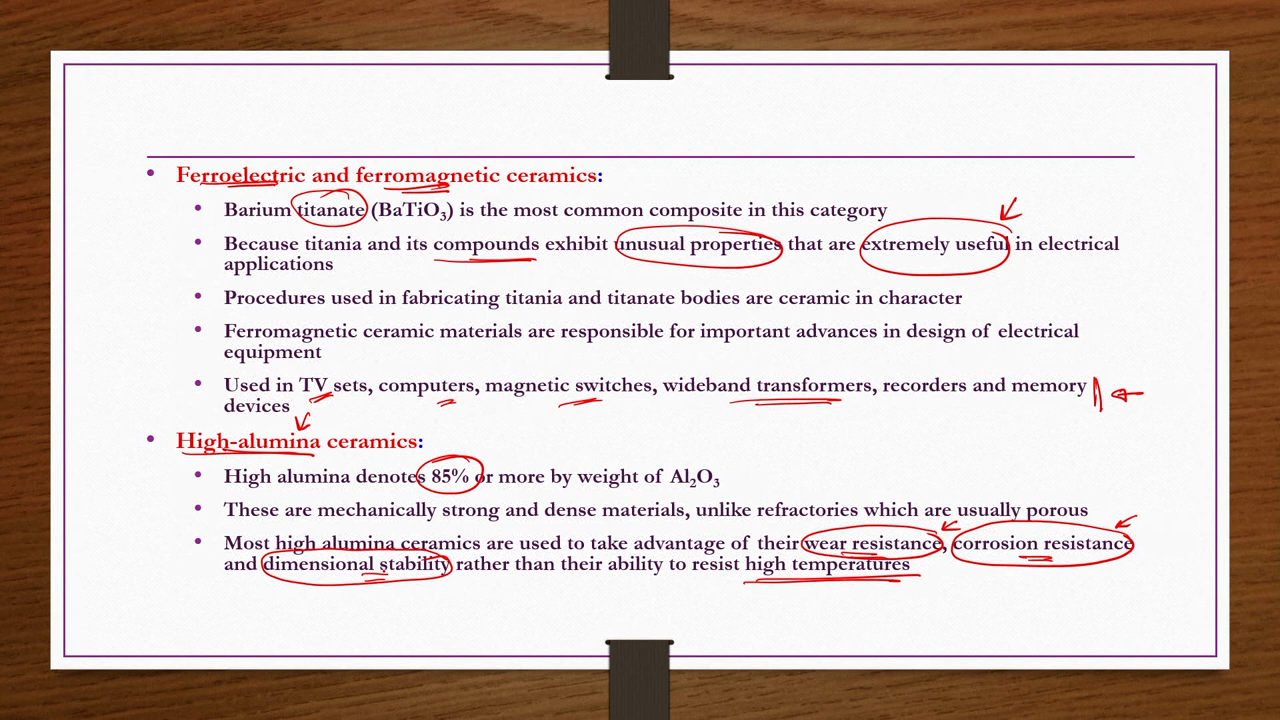 • Ferroelectric and ferromagnetic ceramics:
• Barium titanate (BaTiO₃) is the most common composite in this category
• Because titania and its compounds exhibit unusual properties that are extremely useful in electrical
applications
• Procedures used in fabricating titania and titanate bodies are ceramic in character
• Ferromagnetic ceramic materials are responsible for important advances in design of electrical
equipment
• Used in TV sets, computers, magnetic switches, wideband transformers, recorders and memory
devices
• High-alumina ceramics:
• High alumina denotes 85% or more by weight of Al₂O₃
• These are mechanically strong and dense materials, unlike refractories which are usually porous
• Most high alumina ceramics are used to take advantage of their wear resistance, corrosion resistance
and dimensional stability rather than their ability to resist high temperatures